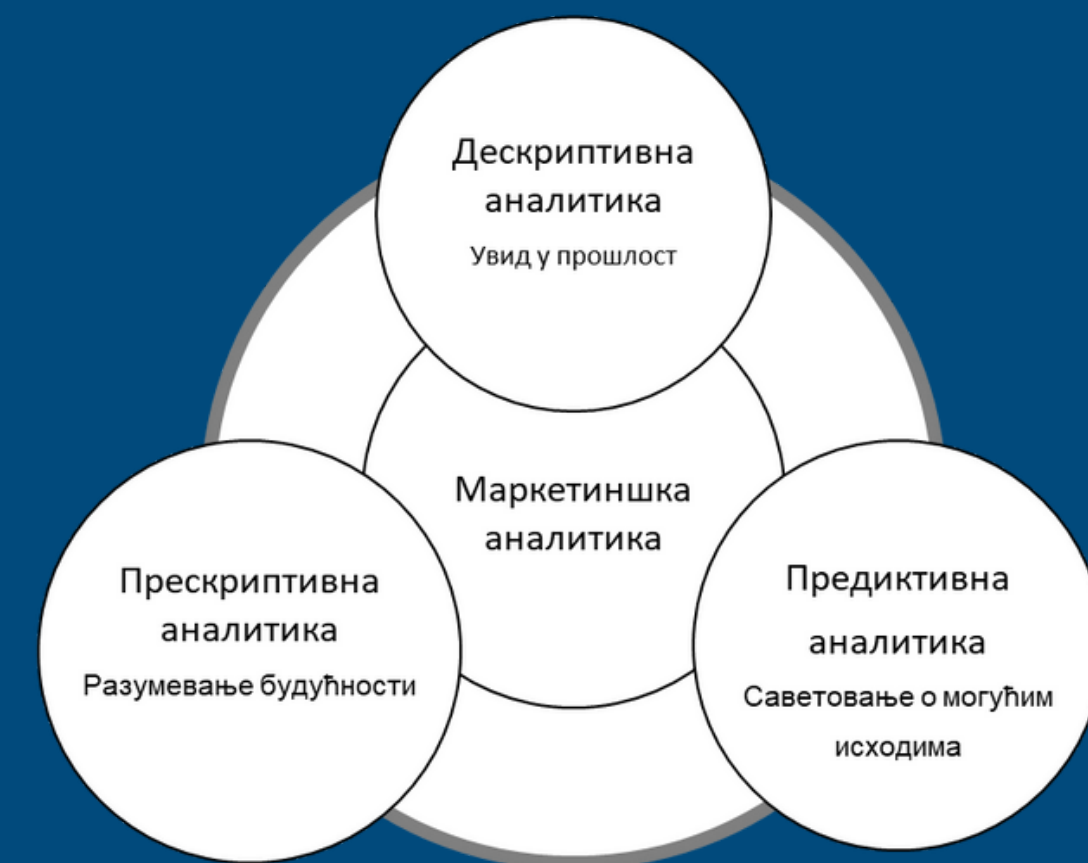 Дескриптивна
аналитика
Увид у прошлост
Маркетиншка
аналитика
Прескриптивна
аналитика
Разумевање будућности
Предиктивна
аналитика
Саветовање о могућим
исходима